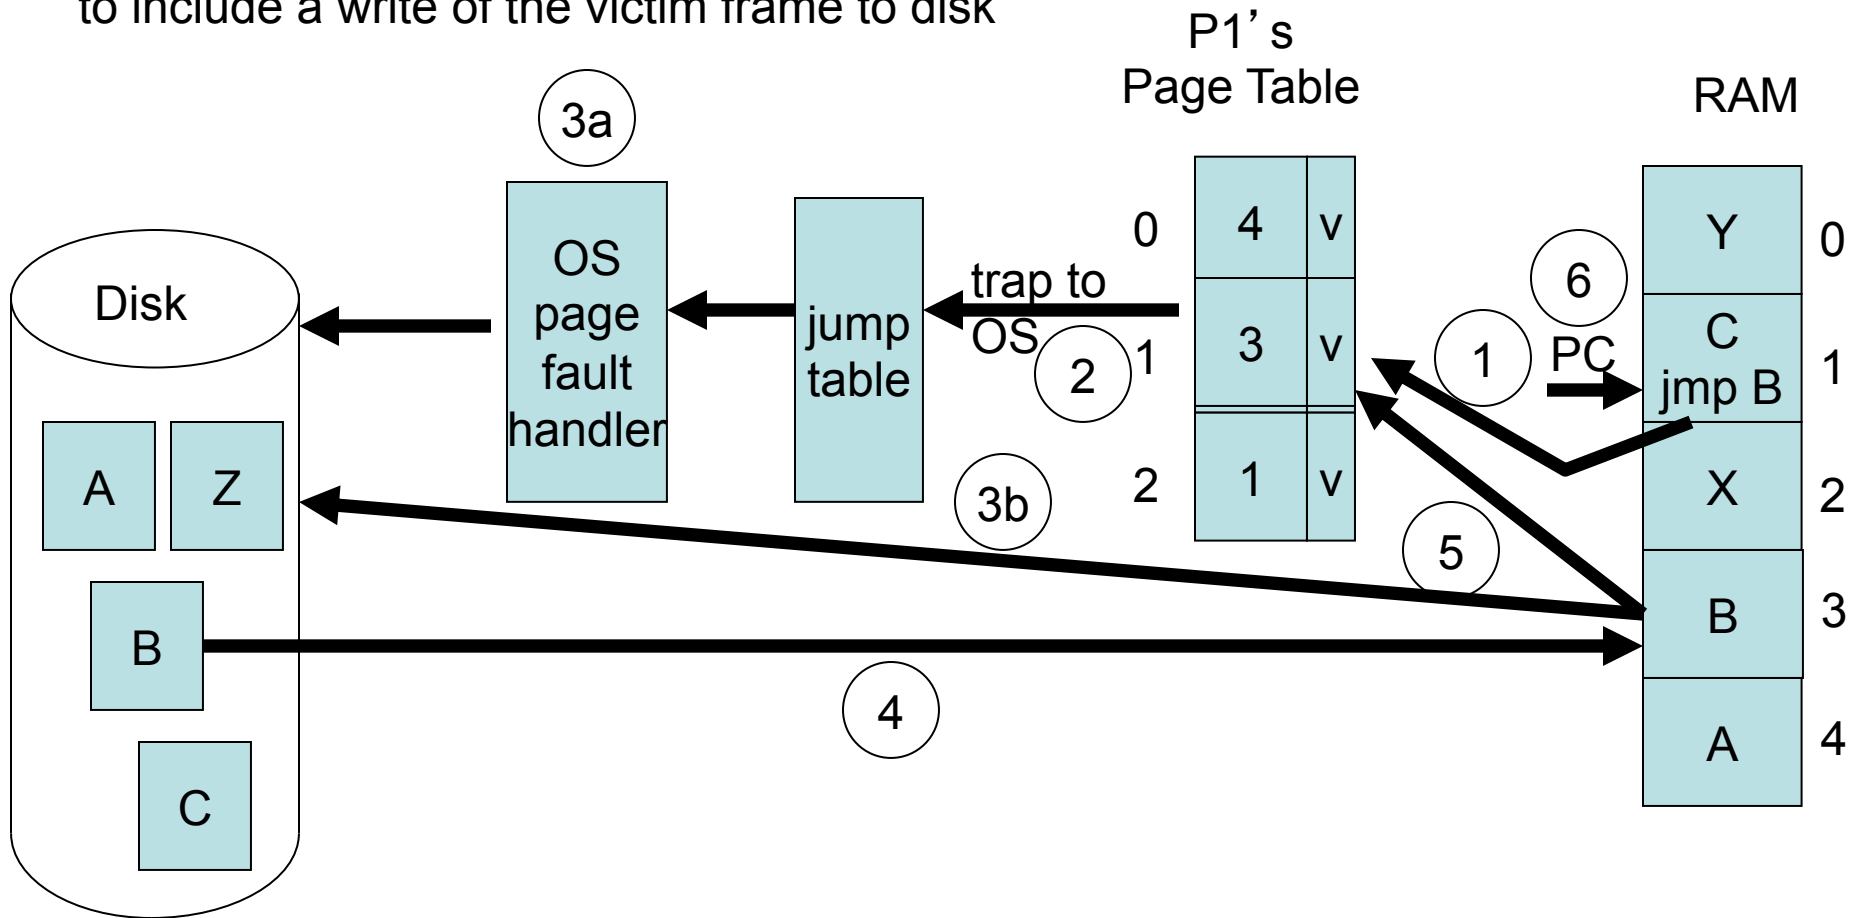 to include a write of the victim frame to disk
P1's
Page Table
RAM
3a
Disk
OS
page
fault
handler
jump
table
trap to
OS
2
0
1
2
4 v
3 v
1 v
1
6
PC
Y
0
C
jmp B
1
X
2
B
3
A
4
3b
5
4
A
Z
B
C